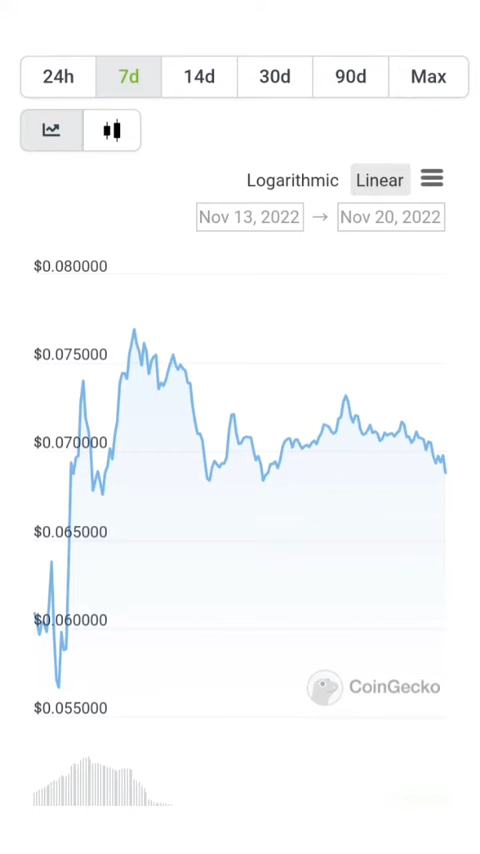 24h 7d 14d 30d 90d Max
Logarithmic Linear
Nov 13, 2022 → Nov 20, 2022
$0.080000
$0.075000
$0.070000
$0.065000
$0.060000
CoinGecko
$0.055000